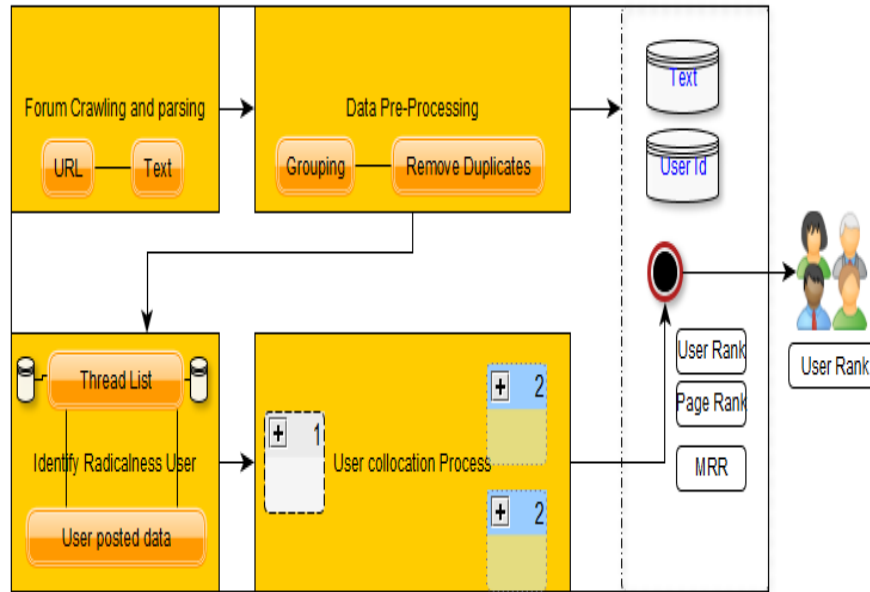 Forum Crawling and parsing
URL
Text
Data Pre-Processing
Grouping
Remove Duplicates
Text
User Id
Thread List
Identify Radicalness User
User posted data
1
User collocation Process
2
2
User Rank
Page Rank
MRR
User Rank